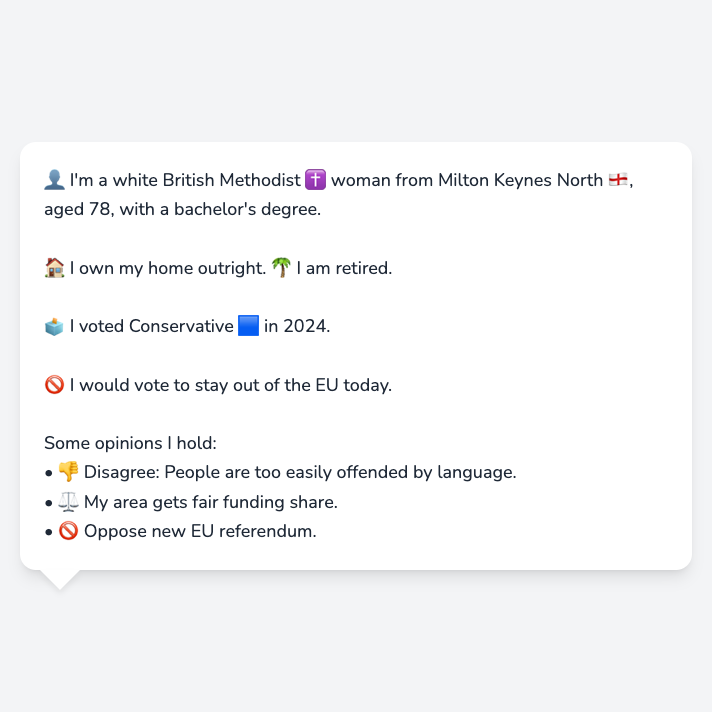 👤 I'm a white British Methodist ✝️ woman from Milton Keynes North 🏴󠁧󠁢󠁥󠁮󠁧󠁿,
aged 78, with a bachelor's degree.
🏠 I own my home outright. 🌴 I am retired.
🗳️ I voted Conservative 🟦 in 2024.
🚫 I would vote to stay out of the EU today.
Some opinions I hold:
• 👎 Disagree: People are too easily offended by language.
• ⚖️ My area gets fair funding share.
• 🚫 Oppose new EU referendum.